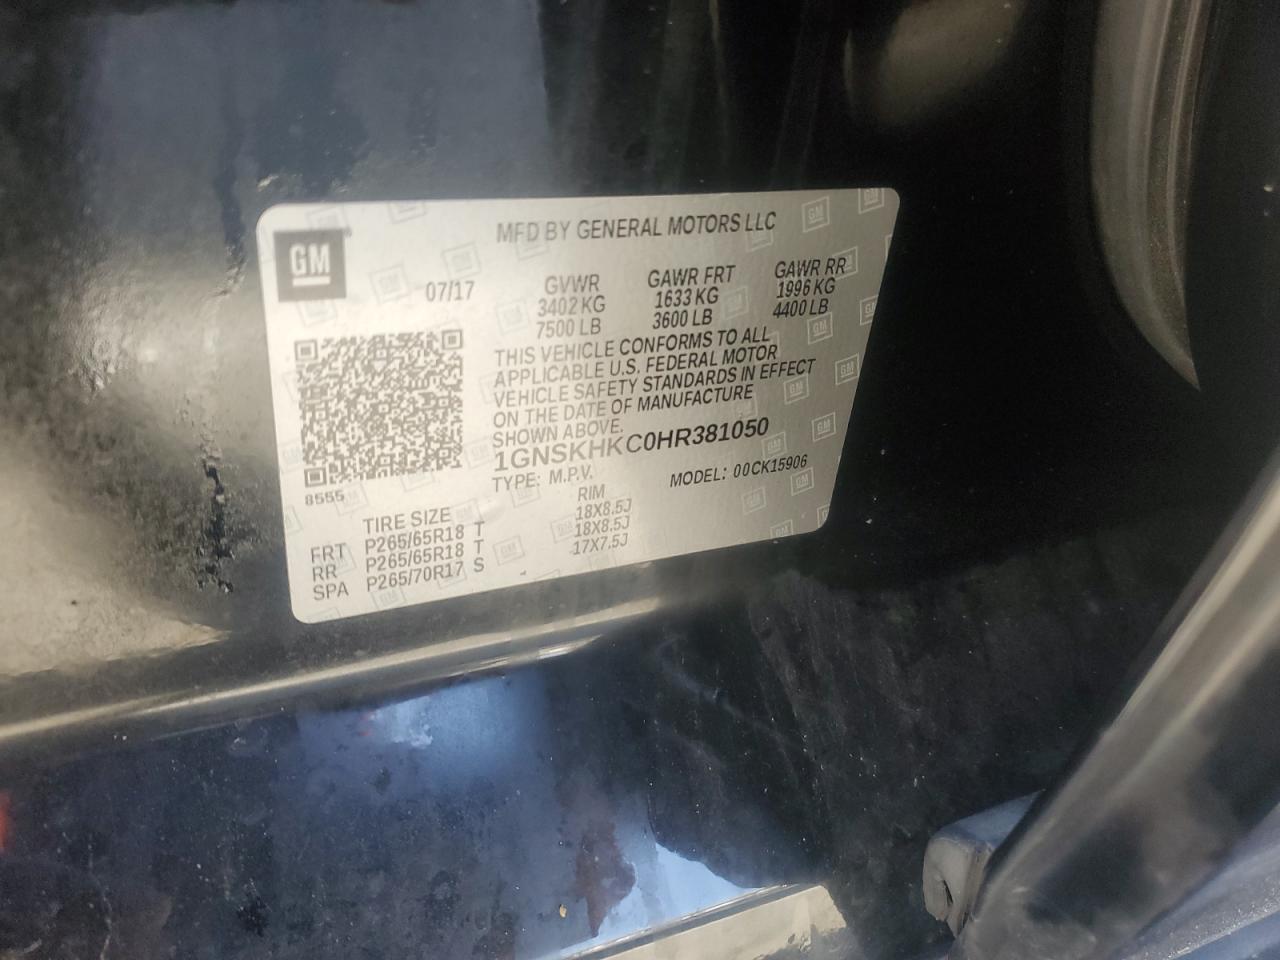 GM
MFD BY GENERAL MOTORS LLC
07/17
GVWR GAWR FRT GAWR RR
3402 KG 1633 KG 1996 KG
7500 LB 3600 LB 4400 LB
THIS VEHICLE CONFORMS TO ALL
APPLICABLE U.S. FEDERAL MOTOR
VEHICLE SAFETY STANDARDS IN EFFECT
ON THE DATE OF MANUFACTURE
SHOWN ABOVE.
1GNSKHKC0HR381050
TYPE: M.P.V. MODEL: 00CK15906
8555
TIRE SIZE RIM
FRT P265/65R18 T 18X8.5J
RR P265/65R18 T 18X8.5J
SPA P265/70R17 S 17X7.5J